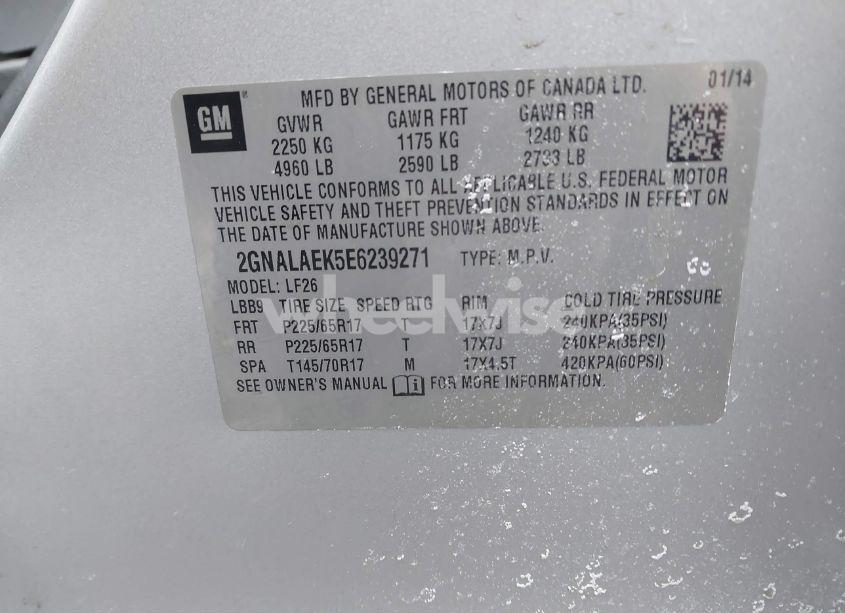 MFD BY GENERAL MOTORS OF CANADA LTD. 01/14
GM
GVWR GAWR FRT GAWR RR
2250 KG 1175 KG 1240 KG
4960 LB 2590 LB 2733 LB
THIS VEHICLE CONFORMS TO ALL APPLICABLE U.S. FEDERAL MOTOR
VEHICLE SAFETY AND THEFT PREVENTION STANDARDS IN EFFECT ON
THE DATE OF MANUFACTURE SHOWN ABOVE.
2GNALAEK5E6239271 TYPE: M.P.V.
MODEL: LF26
LBB9 TIRE SIZE SPEED RTG RIM COLD TIRE PRESSURE
FRT P225/65R17 T 17X7J 240KPA(35PSI)
RR P225/65R17 T 17X7J 240KPA(35PSI)
SPA T145/70R17 M 17X4.5T 420KPA(60PSI)
SEE OWNER'S MANUAL i FOR MORE INFORMATION.
wheelwise